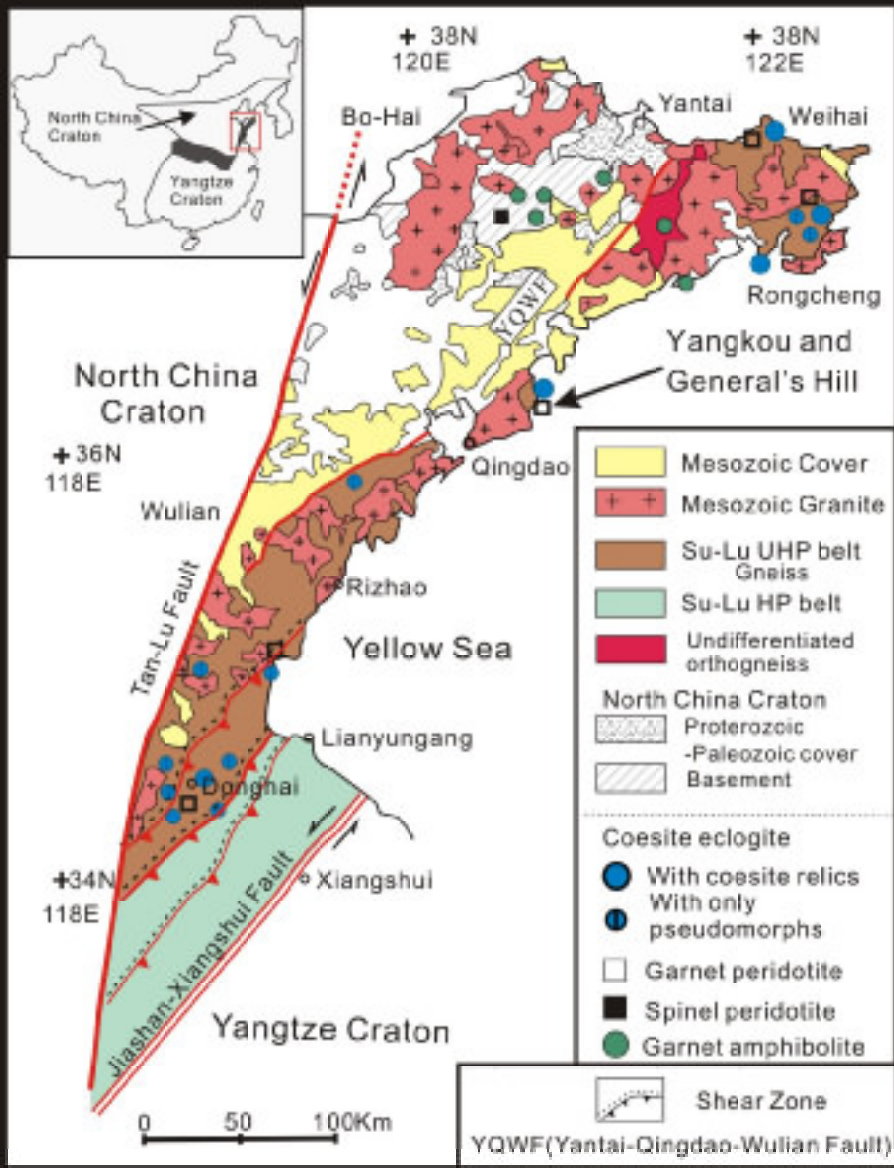 + 38N
120E
+ 38N
122E
North China
Craton
Yangtze
Craton
Bo-Hai
Yantai
Weihai
YQWF
Rongcheng
Yangkou and
General's Hill
North China
Craton
+36N
118E
Qingdao
Wulian
Tan-Lu Fault
Rizhao
Yellow Sea
Lianyungang
Donghai
+34N
118E
Xiangshui
Jiashan-Xiangshui Fault
Yangtze Craton
0 50 100Km
Mesozoic Cover
Mesozoic Granite
Su-Lu UHP belt
Gneiss
Su-Lu HP belt
Undifferentiated
orthogneiss
North China Craton
Proterozoic
-Paleozoic cover
Basement
Coesite eclogite
With coesite relics
With only
pseudomorphs
Garnet peridotite
Spinel peridotite
Garnet amphibolite
Shear Zone
YQWF(Yantai-Qingdao-Wulian Fault)